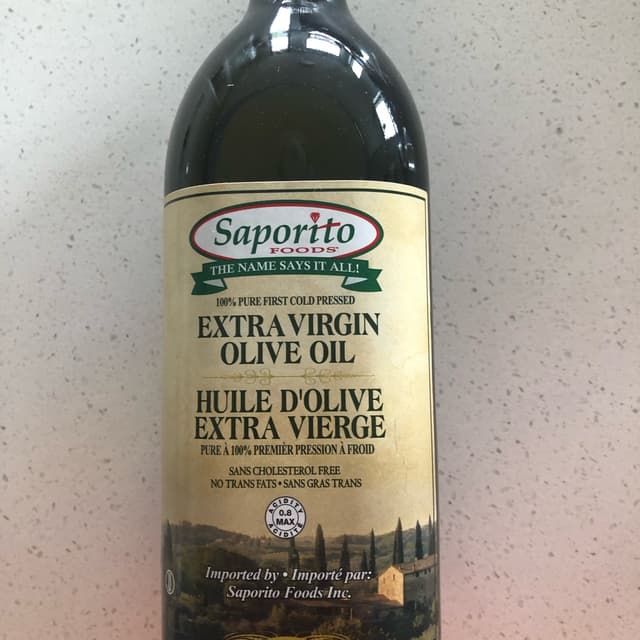 Saporito
FOODS
THE NAME SAYS IT ALL!
100% PURE FIRST COLD PRESSED
EXTRA VIRGIN
OLIVE OIL
HUILE D'OLIVE
EXTRA VIERGE
PURE À 100% PREMIÈR PRESSION À FROID
SANS CHOLESTEROL FREE
NO TRANS FATS • SANS GRAS TRANS
ACIDITY
0.8
MAX
ACIDITÉ
Imported by • Importé par:
Saporito Foods Inc.